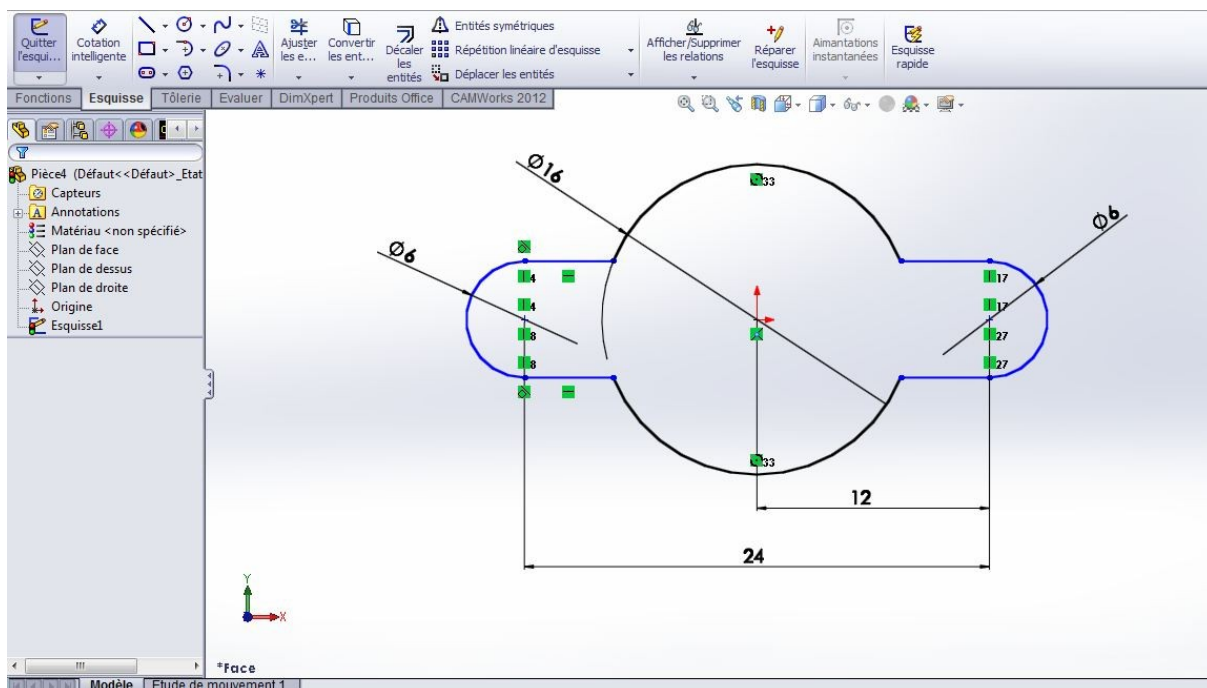 Quitter l'esqui...
Cotation intelligente
Ajuster les e...
Convertir les ent...
Décaler les entités
Entités symétriques
Répétition linéaire d'esquisse
Déplacer les entités
Afficher/Supprimer les relations
Réparer l'esquisse
Aimantations instantanées
Esquisse rapide
Fonctions Esquisse Tôlerie Evaluer DimXpert Produits Office CAMWorks 2012
Pièce4 (Défaut<<Défaut>_Etat
Capteurs
A Annotations
Matériau <non spécifié>
Plan de face
Plan de dessus
Plan de droite
Origine
Esquisse1
Ø16
33
Ø6
Ø6
4
17
4
17
8
27
8
27
33
12
24
Y
X
*Face
Modèle Etude de mouvement 1